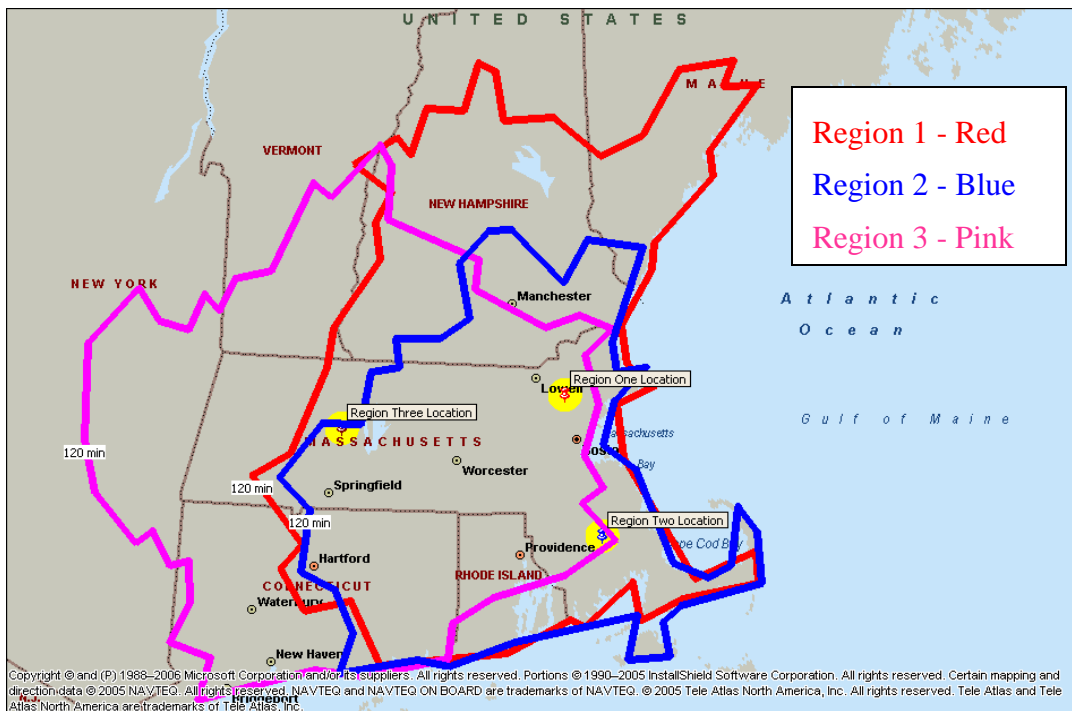 UNITED STATES
MAINE
Region 1 - Red
Region 2 - Blue
Region 3 - Pink
VERMONT
NEW HAMPSHIRE
NEW YORK
Manchester
Atlantic
Ocean
Region One Location
Lowell
Region Three Location
Gulf of Maine
MASSACHUSETTS
Massachusetts
Bay
120 min
Worcester
120 min
Springfield
120 min
Region Two Location
Providence
Cape Cod Bay
Hartford
RHODE ISLAND
CONNECTICUT
Waterbury
New Haven
Copyright © and (P) 1988–2006 Microsoft Corporation and/or its suppliers. All rights reserved. Portions © 1990–2005 InstallShield Software Corporation. All rights reserved. Certain mapping and
direction data © 2005 NAVTEQ. All rights reserved. NAVTEQ and NAVTEQ ON BOARD are trademarks of NAVTEQ. © 2005 Tele Atlas North America, Inc. All rights reserved. Tele Atlas and Tele
Bridgeport
Atlas North America are trademarks of Tele Atlas, Inc.